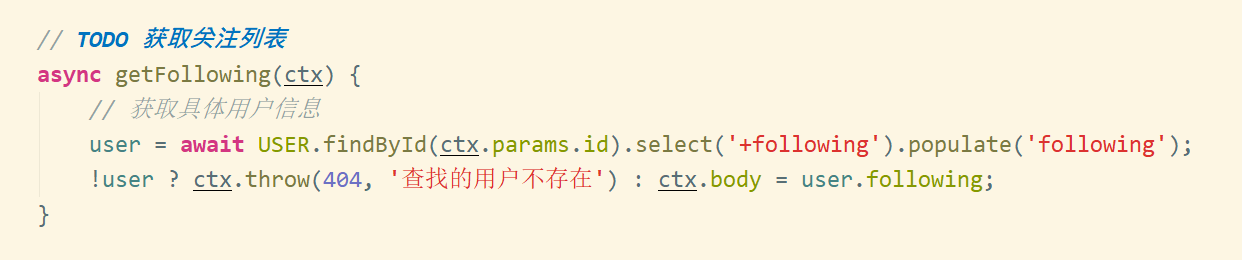 // TODO 获取关注列表
async getFollowing(ctx) {
// 获取具体用户信息
user = await USER.findById(ctx.params.id).select('+following').populate('following');
!user ? ctx.throw(404, '查找的用户不存在') : ctx.body = user.following;
}